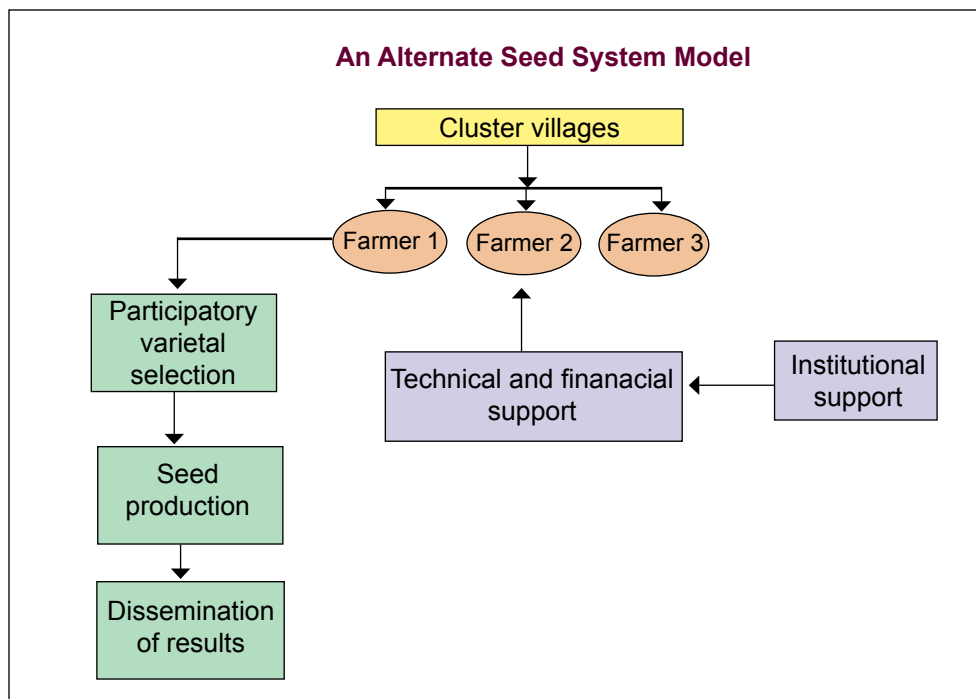 An Alternate Seed System Model
Cluster villages
Farmer 1
Farmer 2
Farmer 3
Participatory
varietal
selection
Technical and finanacial
support
Institutional
support
Seed
production
Dissemination
of results